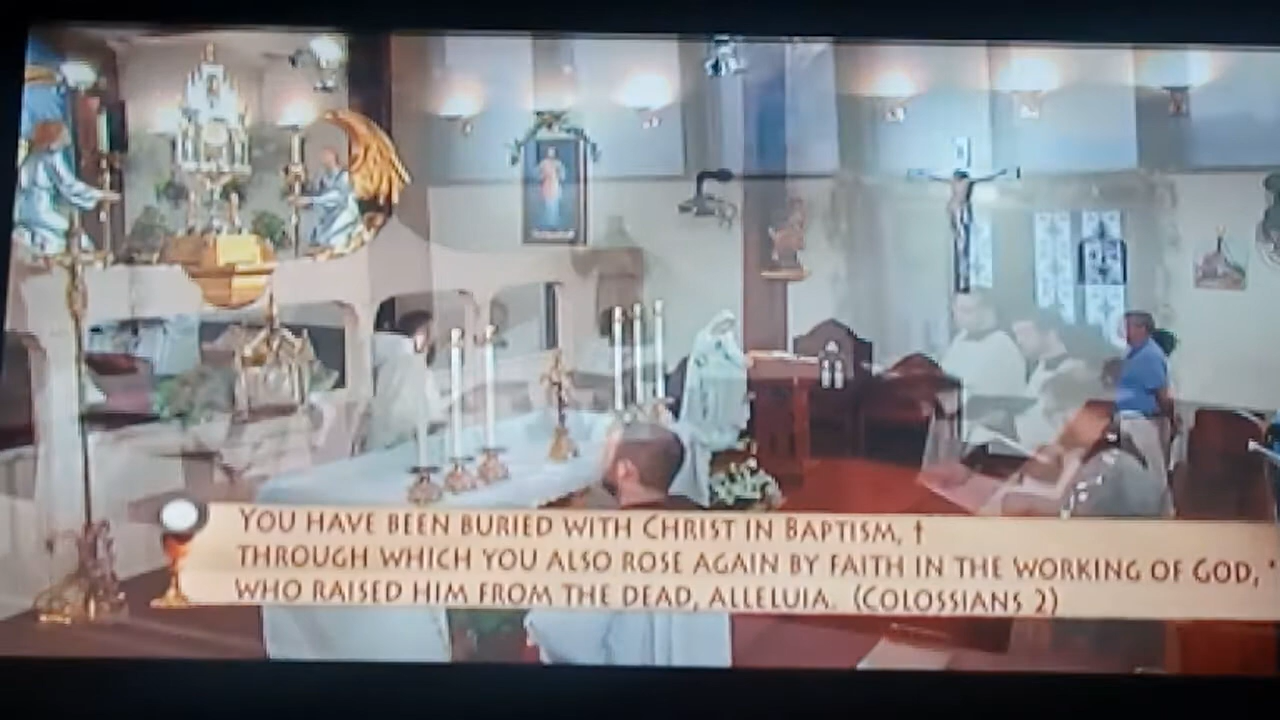 YOU HAVE BEEN BURIED WITH CHRIST IN BAPTISM, †
THROUGH WHICH YOU ALSO ROSE AGAIN BY FAITH IN THE WORKING OF GOD, *
WHO RAISED HIM FROM THE DEAD, ALLELUIA. (COLOSSIANS 2)